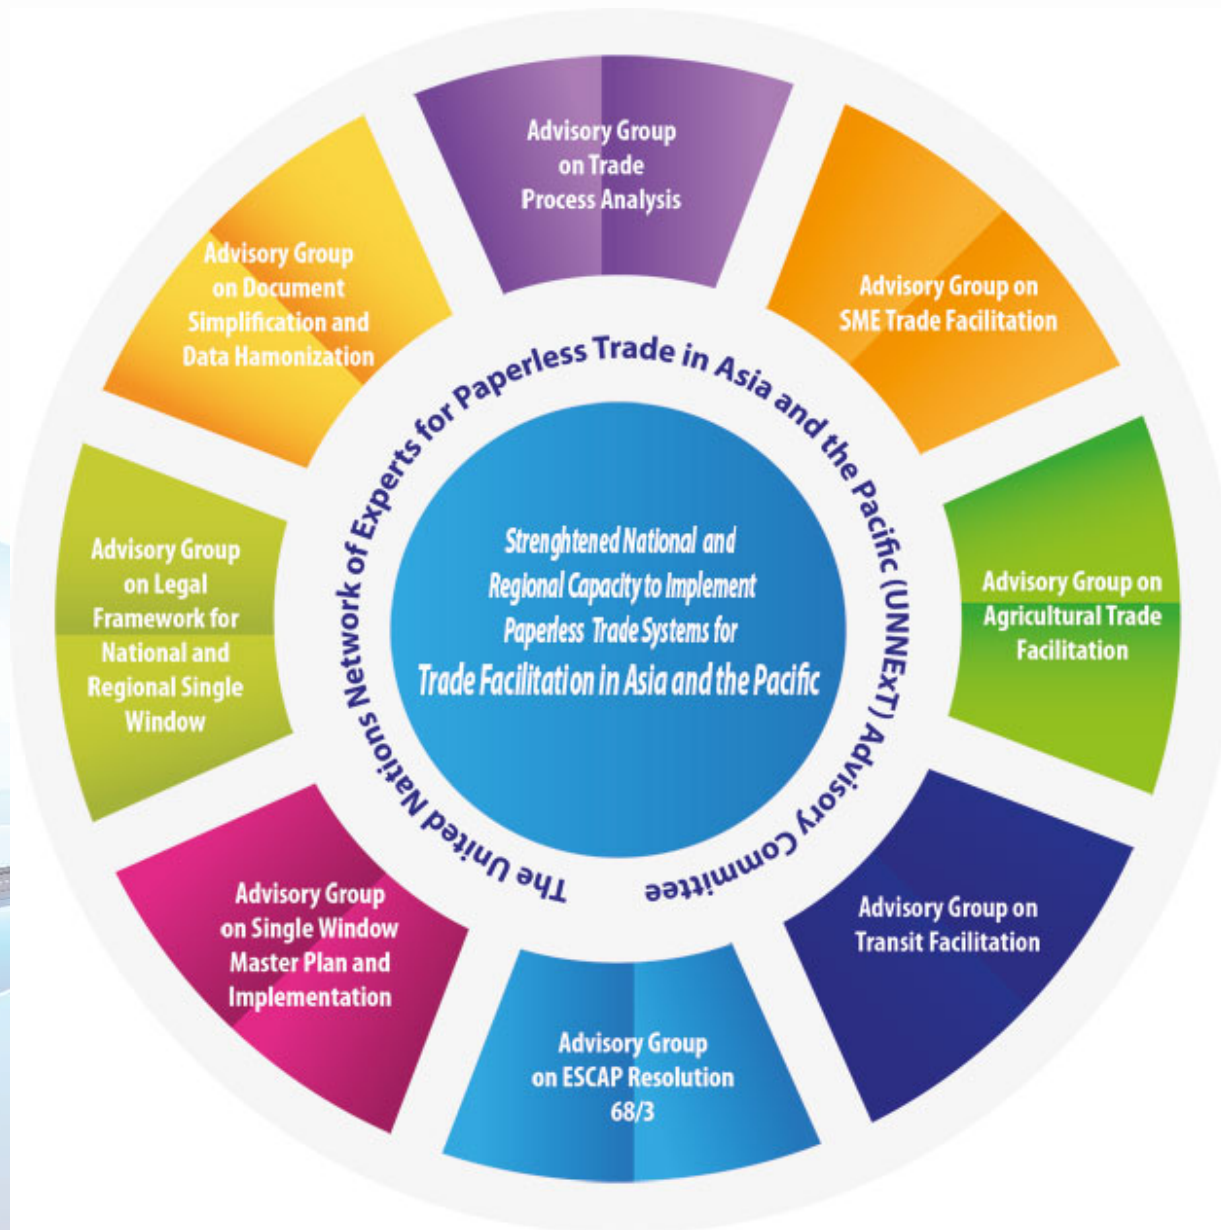 Advisory Group
on Trade
Process Analysis
Advisory Group on
SME Trade Facilitation
Advisory Group on
Agricultural Trade
Facilitation
Advisory Group on
Transit Facilitation
Advisory Group
on ESCAP Resolution
68/3
Advisory Group
on Single Window
Master Plan and
Implementation
Advisory Group
on Legal
Framework for
National and
Regional Single
Window
Advisory Group
on Document
Simplification and
Data Hamonization
The United Nations Network of Experts for Paperless Trade in Asia and the Pacific (UNNExT) Advisory Committee
Strenghtened National and
Regional Capacity to Implement
Paperless Trade Systems for
Trade Facilitation in Asia and the Pacific